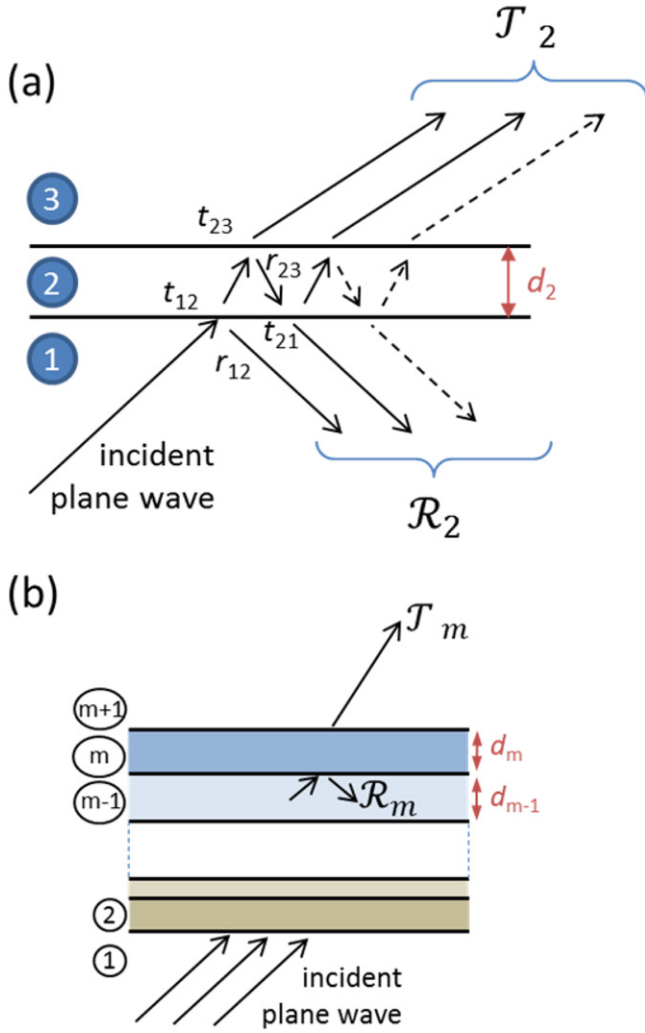 𝒯 2
(a)
3
t23
2
r23
d2
t12
1
t21
r12
incident
plane wave
ℛ2
(b)
𝒯 m
m+1
m
dm
m-1
ℛm
dm-1
2
1
incident
plane wave